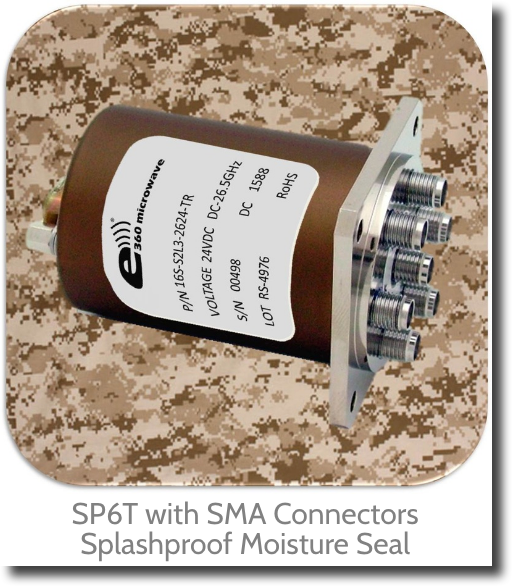 e360 microwave®
P/N 16S-S2L3-2624-TR
VOLTAGE 24VDC DC-26.5GHz
S/N 00498 DC 1588
LOT RS-4976 RoHS
SP6T with SMA Connectors
Splashproof Moisture Seal